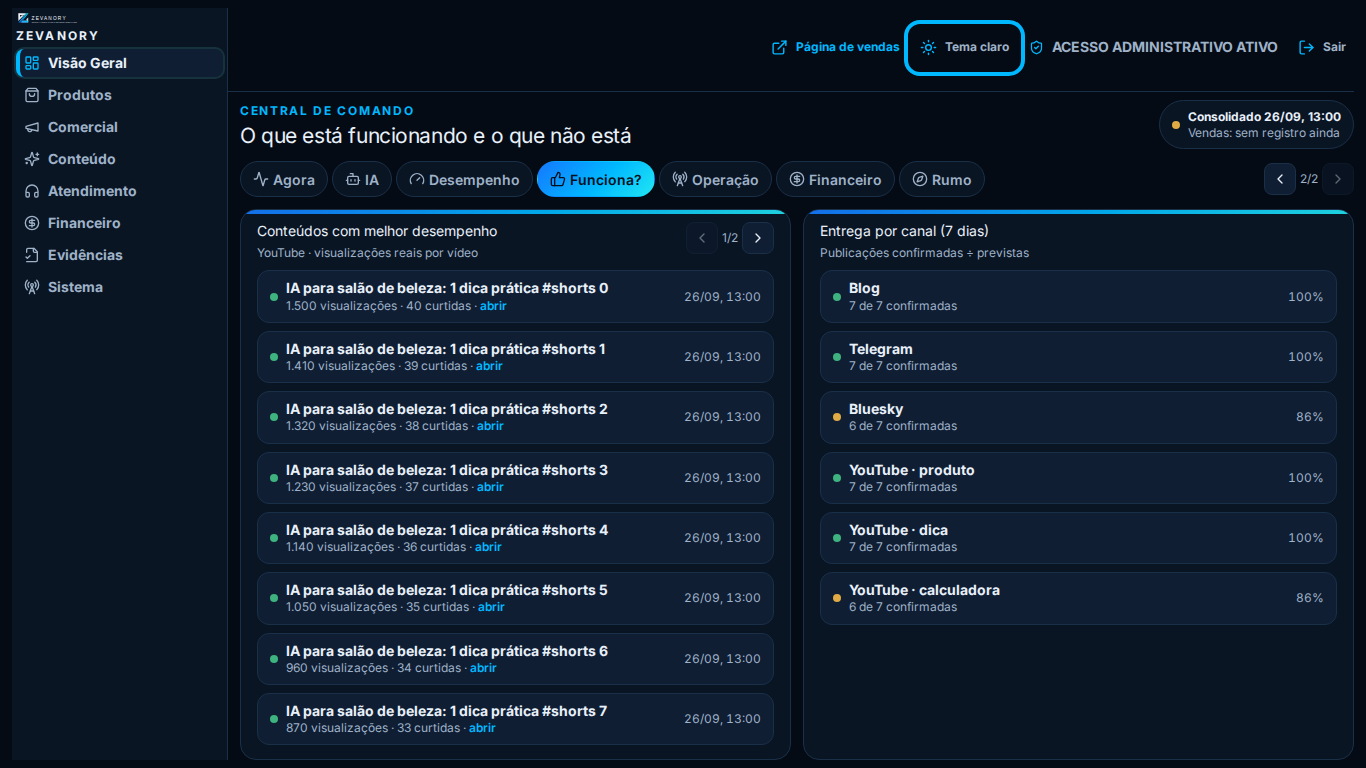 ZEVANORY
ZEVANORY
Visão Geral
Produtos
Comercial
Conteúdo
Atendimento
Financeiro
Evidências
Sistema
Página de vendas
Tema claro
ACESSO ADMINISTRATIVO ATIVO
Sair
CENTRAL DE COMANDO
O que está funcionando e o que não está
Consolidado 26/09, 13:00
Vendas: sem registro ainda
Agora
IA
Desempenho
Funciona?
Operação
Financeiro
Rumo
2/2
Conteúdos com melhor desempenho
1/2
YouTube · visualizações reais por vídeo
IA para salão de beleza: 1 dica prática #shorts 0
1.500 visualizações · 40 curtidas · abrir
26/09, 13:00
IA para salão de beleza: 1 dica prática #shorts 1
1.410 visualizações · 39 curtidas · abrir
26/09, 13:00
IA para salão de beleza: 1 dica prática #shorts 2
1.320 visualizações · 38 curtidas · abrir
26/09, 13:00
IA para salão de beleza: 1 dica prática #shorts 3
1.230 visualizações · 37 curtidas · abrir
26/09, 13:00
IA para salão de beleza: 1 dica prática #shorts 4
1.140 visualizações · 36 curtidas · abrir
26/09, 13:00
IA para salão de beleza: 1 dica prática #shorts 5
1.050 visualizações · 35 curtidas · abrir
26/09, 13:00
IA para salão de beleza: 1 dica prática #shorts 6
960 visualizações · 34 curtidas · abrir
26/09, 13:00
IA para salão de beleza: 1 dica prática #shorts 7
870 visualizações · 33 curtidas · abrir
26/09, 13:00
Entrega por canal (7 dias)
Publicações confirmadas ÷ previstas
Blog
7 de 7 confirmadas
100%
Telegram
7 de 7 confirmadas
100%
Bluesky
6 de 7 confirmadas
86%
YouTube · produto
7 de 7 confirmadas
100%
YouTube · dica
7 de 7 confirmadas
100%
YouTube · calculadora
6 de 7 confirmadas
86%